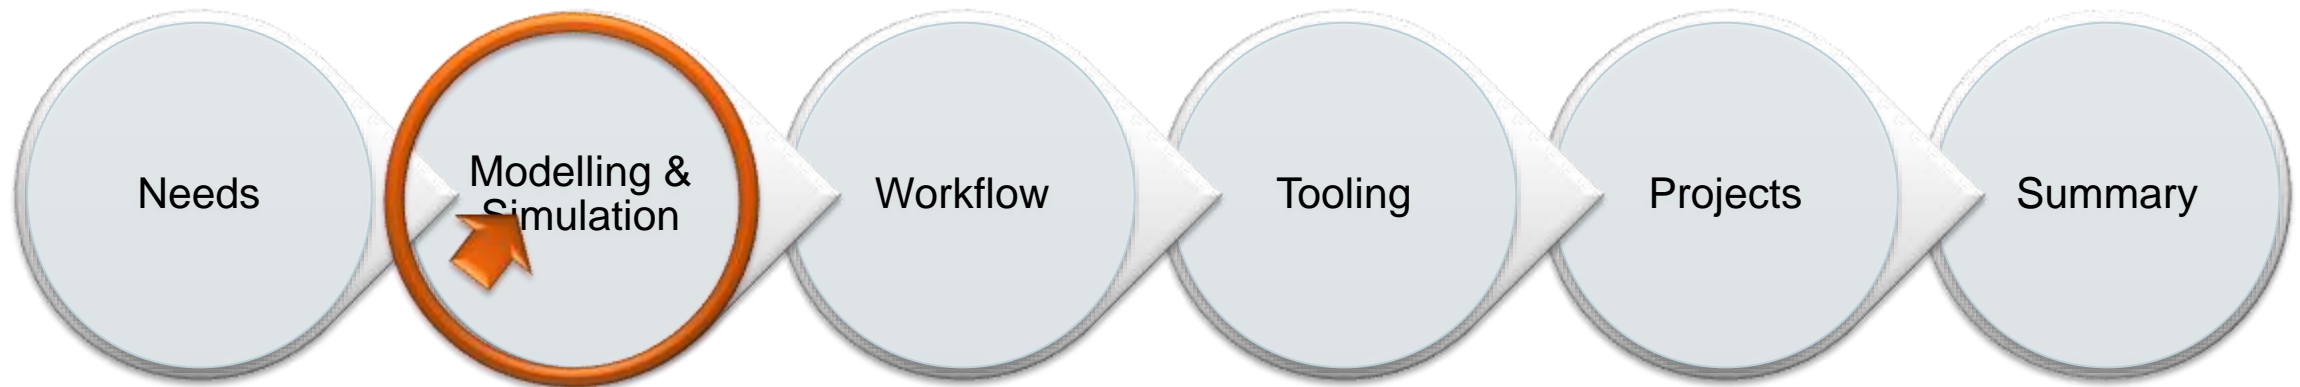 Needs
Modelling &
Simulation
Workflow
Tooling
Projects
Summary